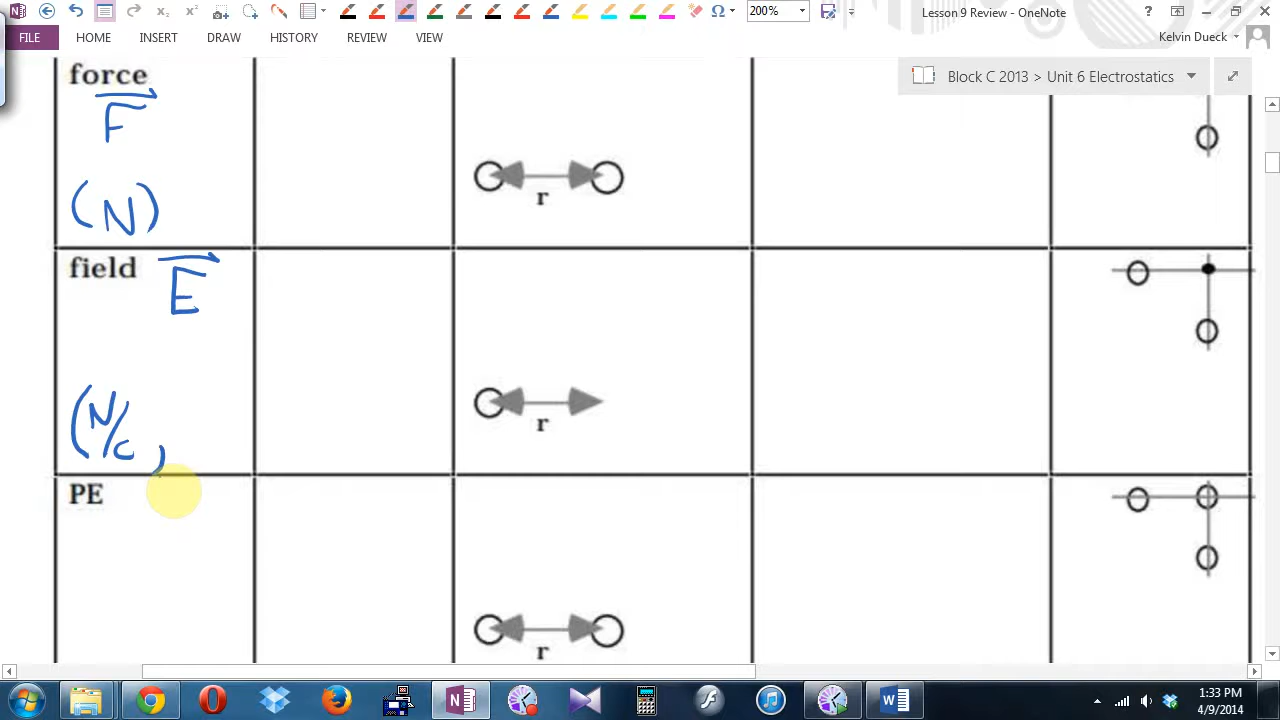 200%
Lesson 9 Review - OneNote
FILE HOME INSERT DRAW HISTORY REVIEW VIEW
Kelvin Dueck
Block C 2013 > Unit 6 Electrostatics
force
F
(N)
r
field E
(N/C ,
r
PE
r
1:33 PM
4/9/2014